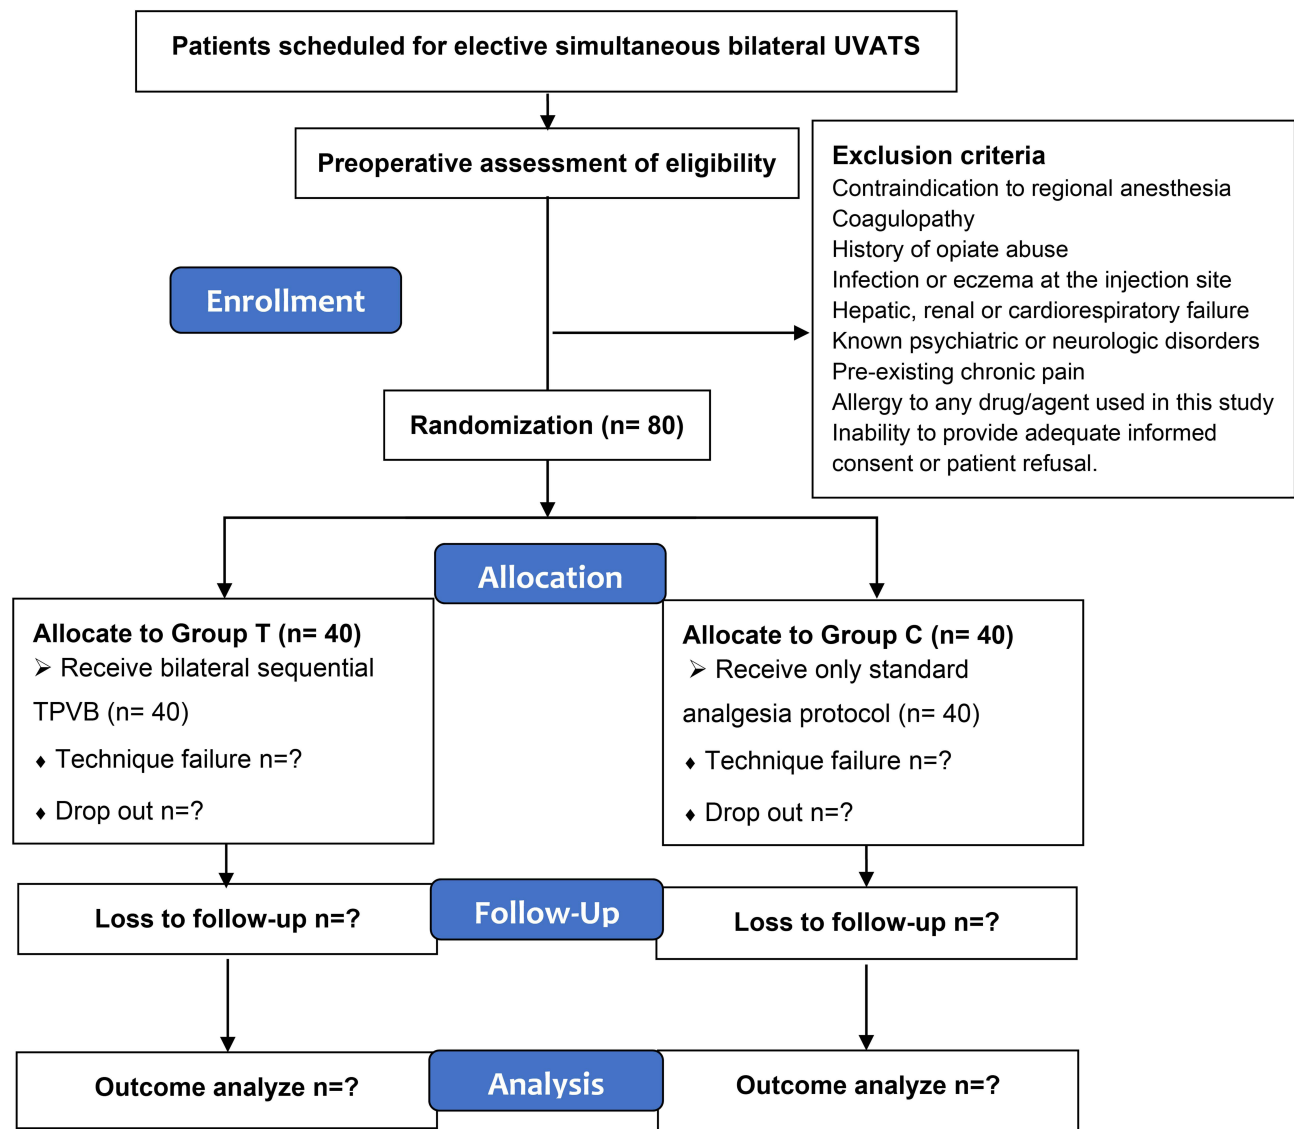 Patients scheduled for elective simultaneous bilateral UVATS
Preoperative assessment of eligibility
Exclusion criteria
Contraindication to regional anesthesia
Coagulopathy
History of opiate abuse
Infection or eczema at the injection site
Hepatic, renal or cardiorespiratory failure
Known psychiatric or neurologic disorders
Pre-existing chronic pain
Allergy to any drug/agent used in this study
Inability to provide adequate informed
consent or patient refusal.
Enrollment
Randomization (n= 80)
Allocation
Allocate to Group T (n= 40)
➢ Receive bilateral sequential
TPVB (n= 40)
♦ Technique failure n=?
♦ Drop out n=?
Allocate to Group C (n= 40)
➢ Receive only standard
analgesia protocol (n= 40)
♦ Technique failure n=?
♦ Drop out n=?
Loss to follow-up n=?
Follow-Up
Loss to follow-up n=?
Outcome analyze n=?
Analysis
Outcome analyze n=?